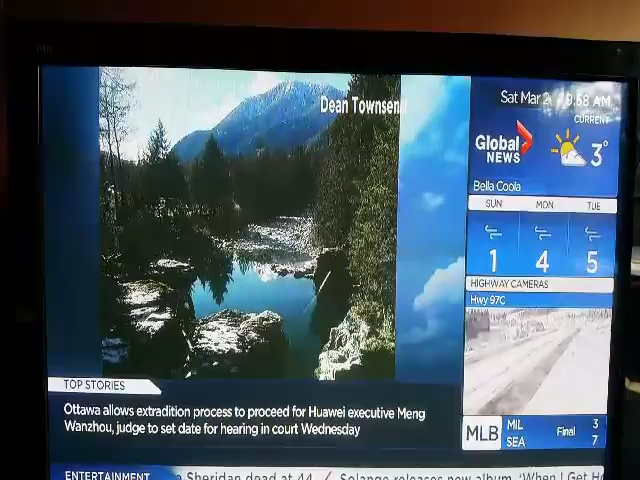 Dean Townsen
Sat Mar 2 9:58 AM
CURRENT
Global
NEWS
3°
Bella Coola
SUN MON TUE
1 4 5
HIGHWAY CAMERAS
Hwy 97C
TOP STORIES
Ottawa allows extradition process to proceed for Huawei executive Meng
Wanzhou, judge to set date for hearing in court Wednesday
MLB
MIL Final 3
SEA 7
ENTERTAINMENT e Sheridan dead at 44 / Solange releases new album, 'When I Get Ho